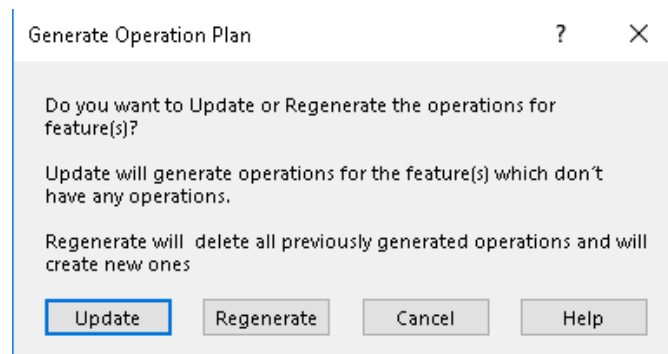 Generate Operation Plan ?
Do you want to Update or Regenerate the operations for
feature(s)?
Update will generate operations for the feature(s) which don´t
have any operations.
Regenerate will  delete all previously generated operations and will
create new ones
Update Regenerate Cancel Help